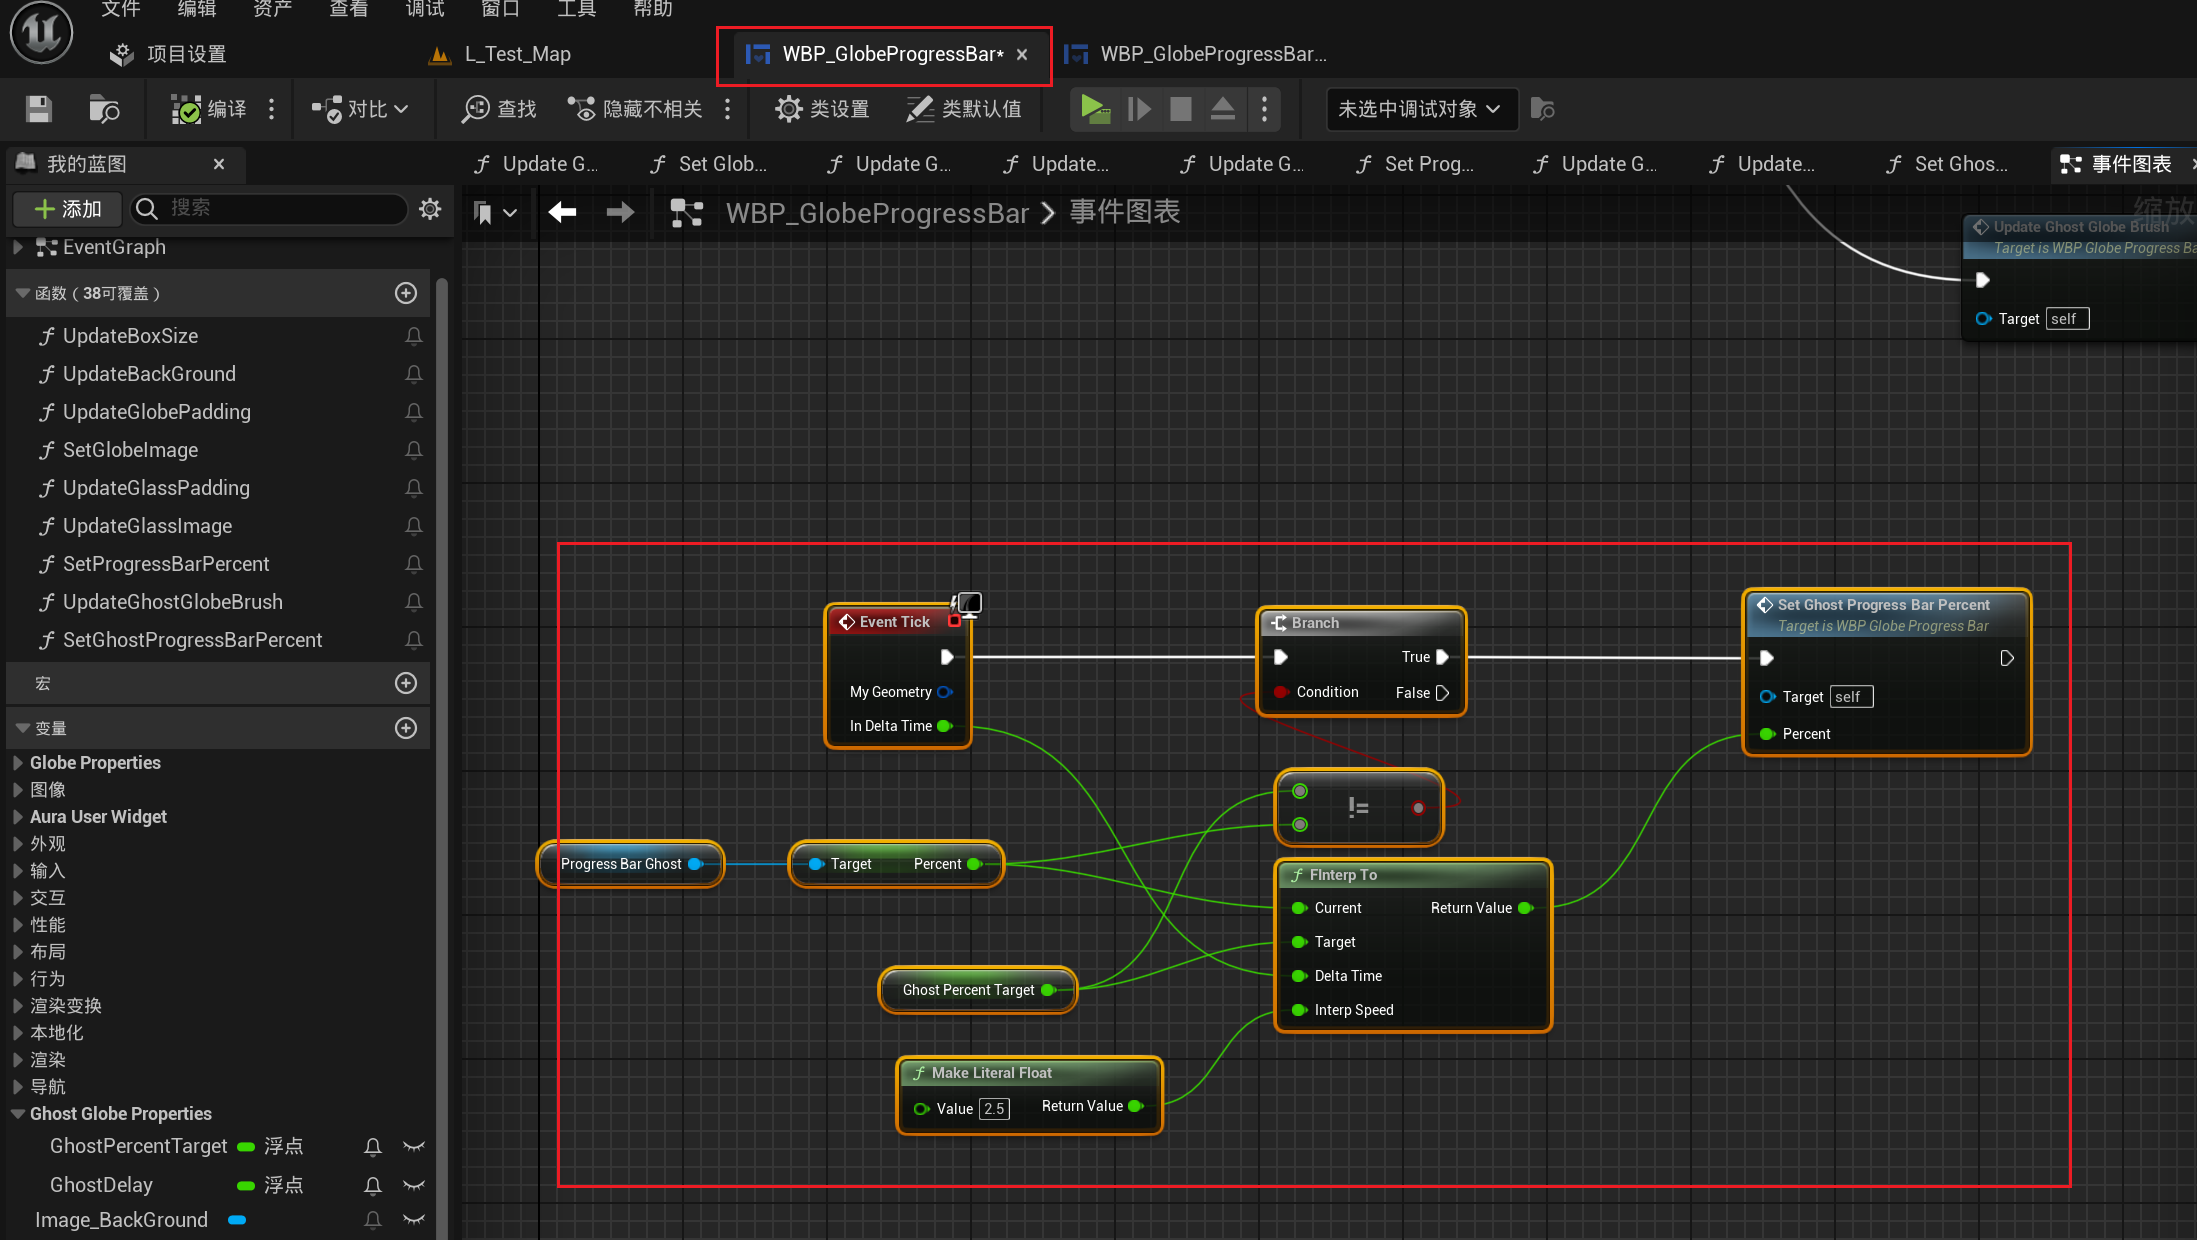 文件 编辑 资产 查看 调试 窗口 工具 帮助
项目设置 L_Test_Map WBP_GlobeProgressBar* WBP_GlobeProgressBar...
编译 对比 查找 隐藏不相关 类设置 类默认值 未选中调试对象
我的蓝图 Update G... Set Glob... Update G... Update... Update G... Set Prog... Update G... Update... Set Ghos... 事件图表
添加 搜索 WBP_GlobeProgressBar 事件图表 缩放
EventGraph
函数（38可覆盖）
UpdateBoxSize
UpdateBackGround
UpdateGlobePadding
SetGlobeImage
UpdateGlassPadding
UpdateGlassImage
SetProgressBarPercent
UpdateGhostGlobeBrush
SetGhostProgressBarPercent
宏
变量
Globe Properties
图像
Aura User Widget
外观
输入
交互
性能
布局
行为
渲染变换
本地化
渲染
导航
Ghost Globe Properties
GhostPercentTarget 浮点
GhostDelay 浮点
Image_BackGround
Update Ghost Globe Brush
Target is WBP Globe Progress Ba
Target self
Event Tick
My Geometry
In Delta Time
Branch
True
Condition False
Set Ghost Progress Bar Percent
Target is WBP Globe Progress Bar
Target self
Percent
!=
Progress Bar Ghost
Target Percent
FInterp To
Current Return Value
Target
Delta Time
Interp Speed
Ghost Percent Target
Make Literal Float
Value 2.5 Return Value